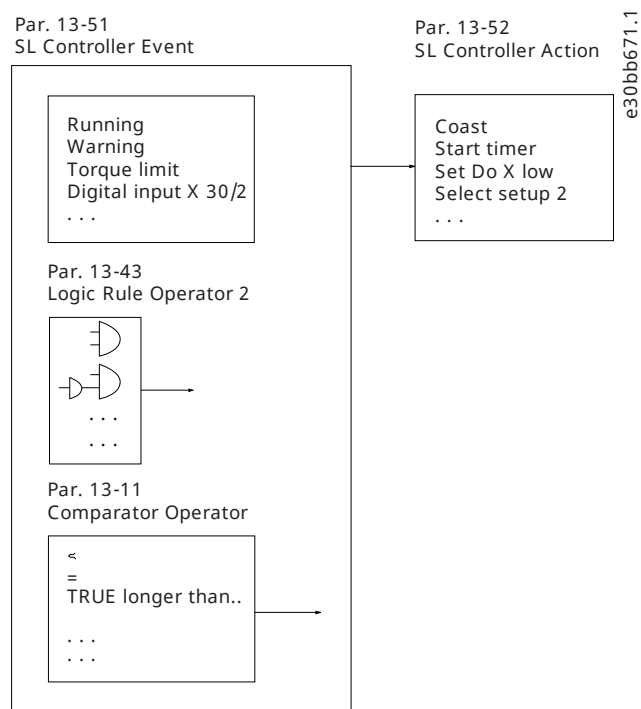 Par. 13-51
SL Controller Event
Par. 13-52
SL Controller Action
e30bb671.1
Running
Warning
Torque limit
Digital input X 30/2
. . .
Coast
Start timer
Set Do X low
Select setup 2
. . .
Par. 13-43
Logic Rule Operator 2
. . .
. . .
Par. 13-11
Comparator Operator
<
=
TRUE longer than..
. . .
. . .